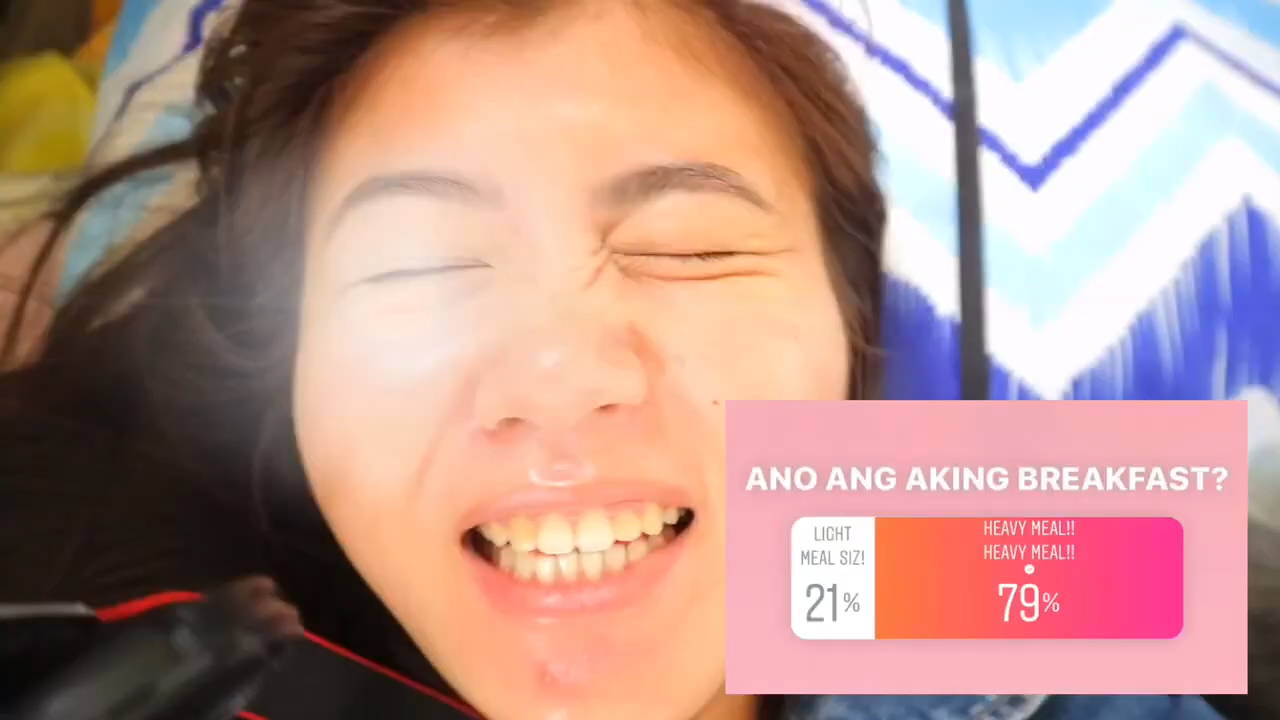 ANO ANG AKING BREAKFAST?
LIGHT
MEAL SIZ!
21%
HEAVY MEAL!!
HEAVY MEAL!!
79%